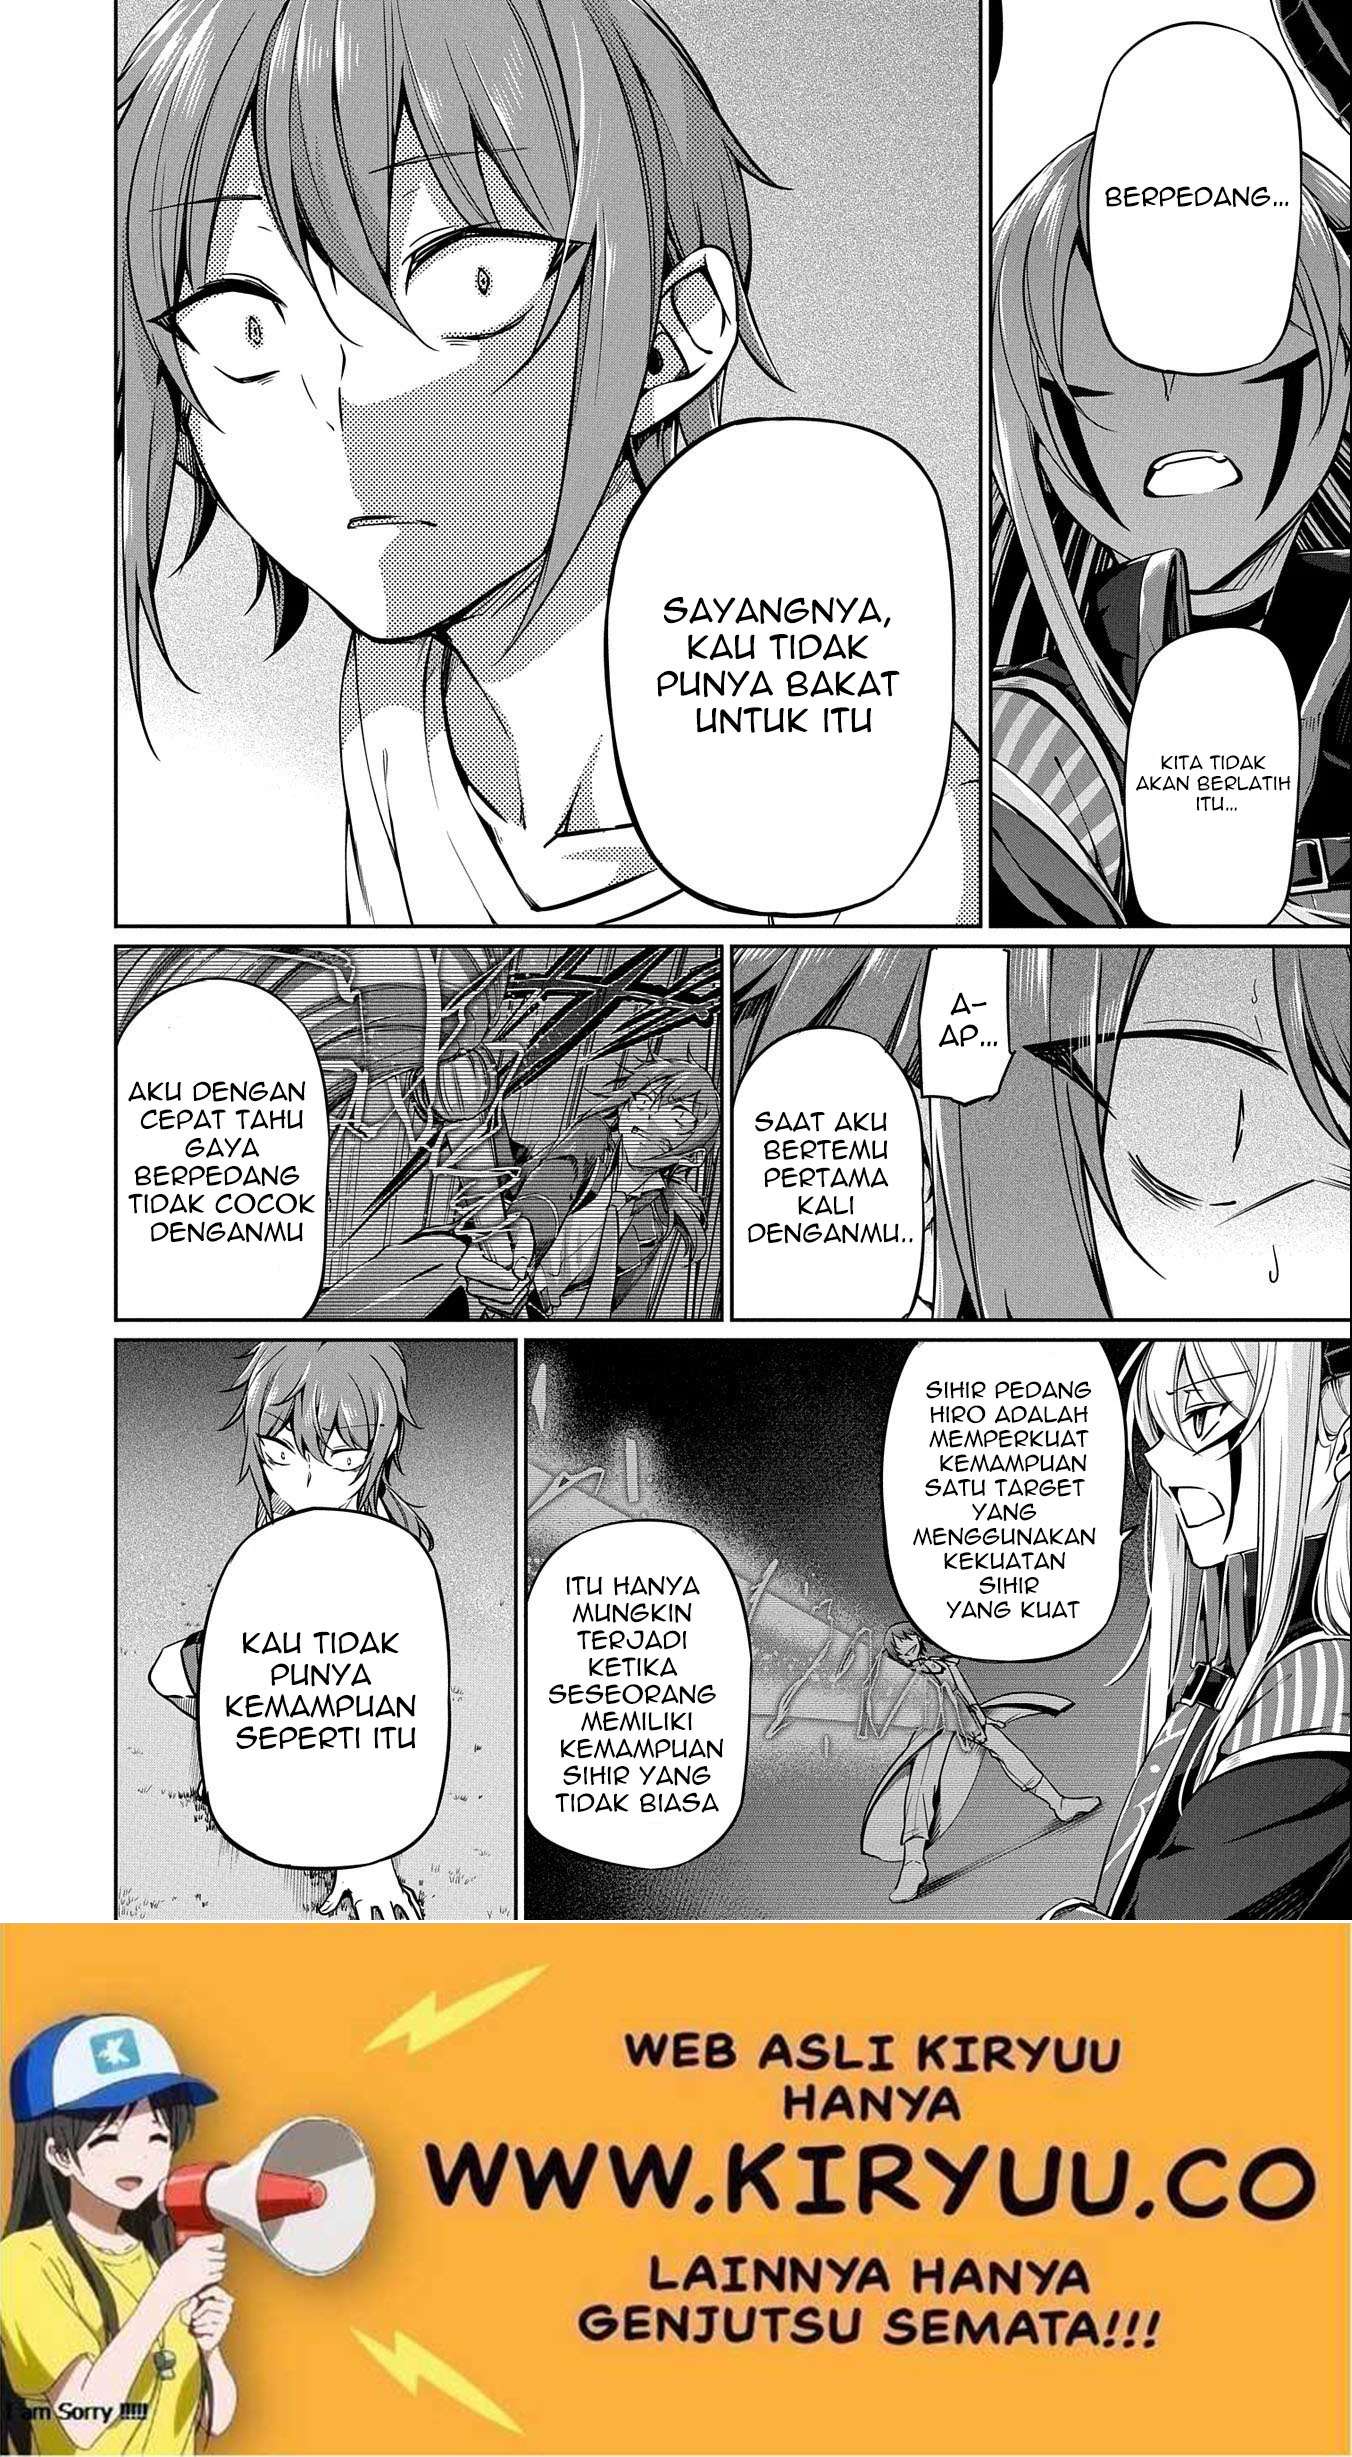 BERPEDANG...
KITA TIDAK
AKAN BERLATIH
ITU...
SAYANGNYA,
KAU TIDAK
PUNYA BAKAT
UNTUK ITU
A-
AP...
SAAT AKU
BERTEMU
PERTAMA
KALI
DENGANMU..
AKU DENGAN
CEPAT TAHU
GAYA
BERPEDANG
TIDAK COCOK
DENGANMU
SIHIR PEDANG
HIRO ADALAH
MEMPERKUAT
KEMAMPUAN
SATU TARGET
YANG
MENGGUNAKAN
KEKUATAN
SIHIR
YANG KUAT
ITU HANYA
MUNGKIN
TERJADI
KETIKA
SESEORANG
MEMILIKI
KEMAMPUAN
SIHIR YANG
TIDAK BIASA
KAU TIDAK
PUNYA
KEMAMPUAN
SEPERTI ITU
WEB ASLI KIRYUU
HANYA
WWW.KIRYUU.CO
LAINNYA HANYA
GENJUTSU SEMATA!!!
I am Sorry !!!!!